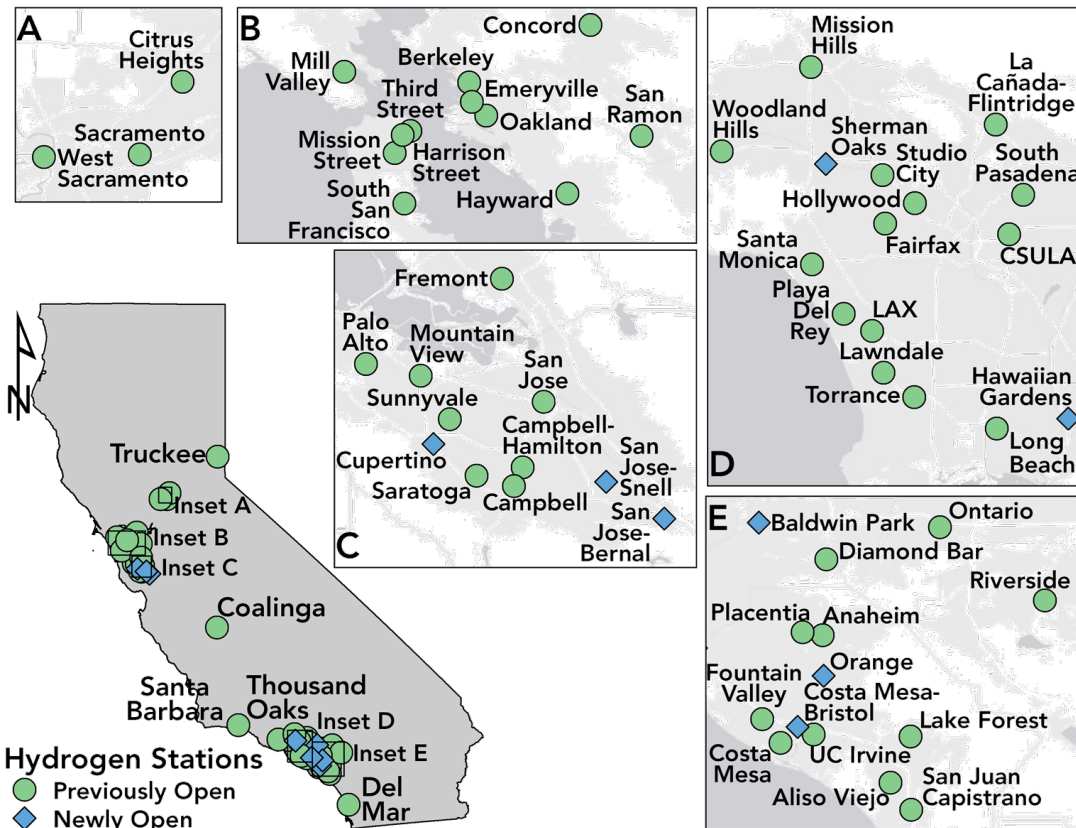 A
Citrus
Heights
Sacramento
West
Sacramento
B
Concord
Mill
Valley
Berkeley
Third
Street
Emeryville
Oakland
San
Ramon
Mission
Street
Harrison
Street
South
San
Francisco
Hayward
C
Fremont
Palo
Alto
Mountain
View
San
Jose
Sunnyvale
Campbell-
Hamilton
Cupertino
Saratoga
Campbell
San
Jose-
Snell
San
Jose-
Bernal
D
Mission
Hills
La
Cañada-
Flintridge
Woodland
Hills
Sherman
Oaks
Studio
City
South
Pasadena
Hollywood
Fairfax
CSULA
Santa
Monica
Playa
Del
Rey
LAX
Lawndale
Torrance
Hawaiian
Gardens
Long
Beach
E
Baldwin Park
Ontario
Diamond Bar
Riverside
Placentia
Anaheim
Orange
Fountain
Valley
Costa Mesa-
Bristol
Lake Forest
Costa
Mesa
UC Irvine
Aliso Viejo
San Juan
Capistrano
N
Truckee
Inset A
Inset B
Inset C
Coalinga
Santa
Barbara
Thousand
Oaks
Inset D
Inset E
Del
Mar
Hydrogen Stations
Previously Open
Newly Open